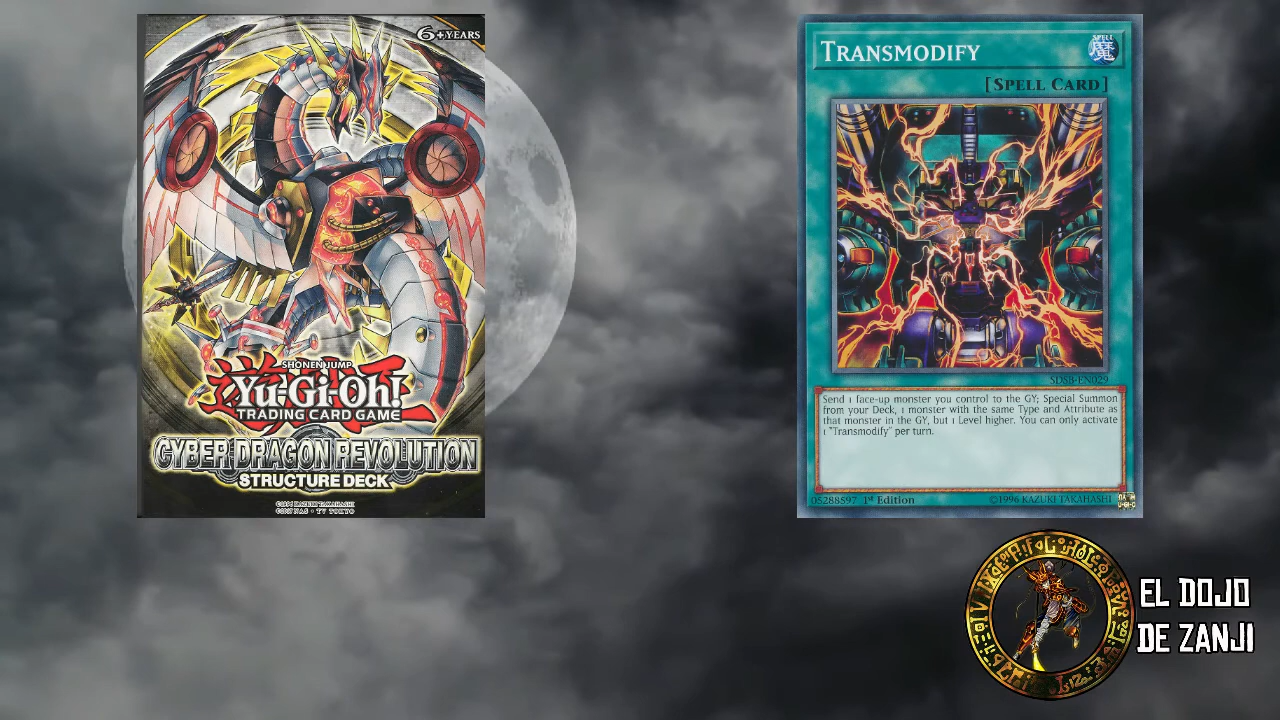 6+YEARS
SHONEN JUMP
Yu-Gi-Oh!
TRADING CARD GAME
CYBER DRAGON REVOLUTION
STRUCTURE DECK
TRANSMODIFY
SPELL
魔
[SPELL CARD]
SDSB-EN029
Send 1 face-up monster you control to the GY; Special Summon
from your Deck, 1 monster with the same Type and Attribute as
that monster in the GY, but 1 Level higher. You can only activate
1 "Transmodify" per turn.
05288597
1st Edition
©1996 KAZUKI TAKAHASHI
EL DOJO
DE ZANJI